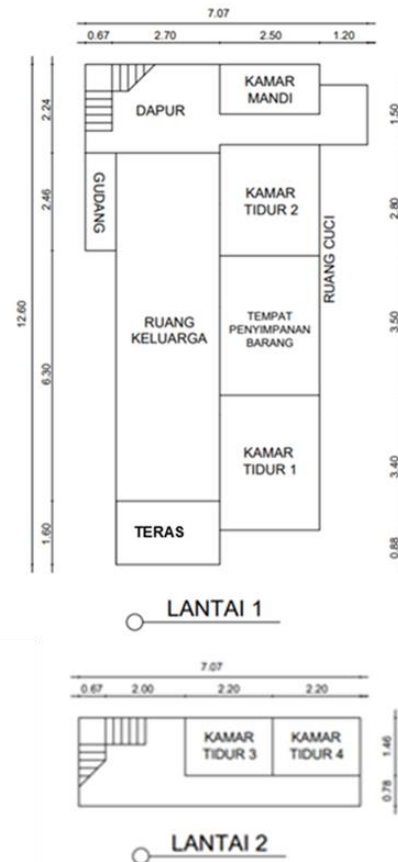 7.07
0.67 2.70 2.50 1.20
KAMAR
MANDI
DAPUR
2.24
1.50
GUDANG
2.46
KAMAR
TIDUR 2
2.80
RUANG CUCI
12.60
RUANG
KELUARGA
TEMPAT
PENYIMPANAN
BARANG
3.50
6.30
KAMAR
TIDUR 1
3.40
TERAS
1.60
0.88
LANTAI 1
7.07
0.67 2.00 2.20 2.20
KAMAR
TIDUR 3
KAMAR
TIDUR 4
1.46
0.78
LANTAI 2